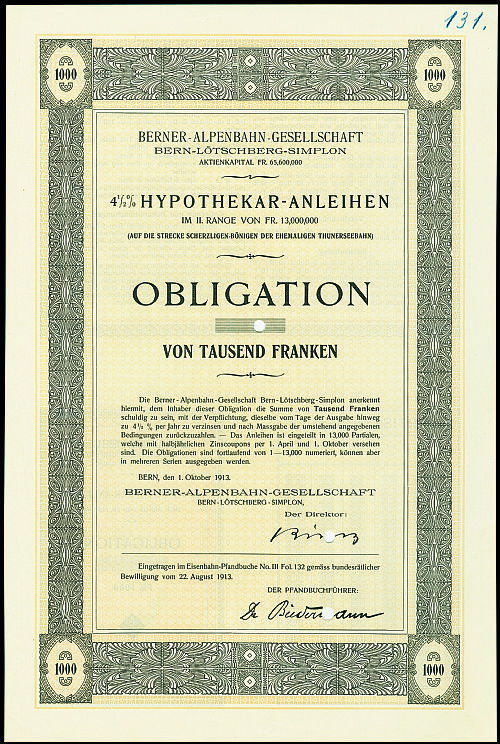 131.
1000 1000
BERNER-ALPENBAHN-GESELLSCHAFT
BERN-LÖTSCHBERG-SIMPLON
AKTIENKAPITAL FR. 65,600,000
4½% HYPOTHEKAR-ANLEIHEN
IM II. RANGE VON FR. 13,000,000
(AUF DIE STRECKE SCHERZLIGEN-BÖNIGEN DER EHEMALIGEN THUNERSEEBAHN)
OBLIGATION
VON TAUSEND FRANKEN
Die Berner-Alpenbahn-Gesellschaft Bern-Lötschberg-Simplon anerkennt
hiermit, dem Inhaber dieser Obligation die Summe von Tausend Franken
schuldig zu sein, mit der Verpflichtung, dieselbe vom Tage der Ausgabe hinweg
zu 4½ % per Jahr zu verzinsen und nach Massgabe der umstehend angegebenen
Bedingungen zurückzuzahlen. — Das Anleihen ist eingeteilt in 13,000 Partialen,
welche mit halbjährlichen Zinscoupons per 1. April und 1. Oktober versehen
sind. Die Obligationen sind fortlaufend von 1—13,000 numeriert, können aber
in mehreren Serien ausgegeben werden.
BERN, den 1. Oktober 1913.
BERNER-ALPENBAHN-GESELLSCHAFT
BERN-LÖTSCHBERG-SIMPLON,
Der Direktor:
Eingetragen im Eisenbahn-Pfandbuche No. III Fol. 132 gemäss bundesrätlicher
Bewilligung vom 22. August 1913.
DER PFANDBUCHFÜHRER:
Dr Biedermann
1000 1000